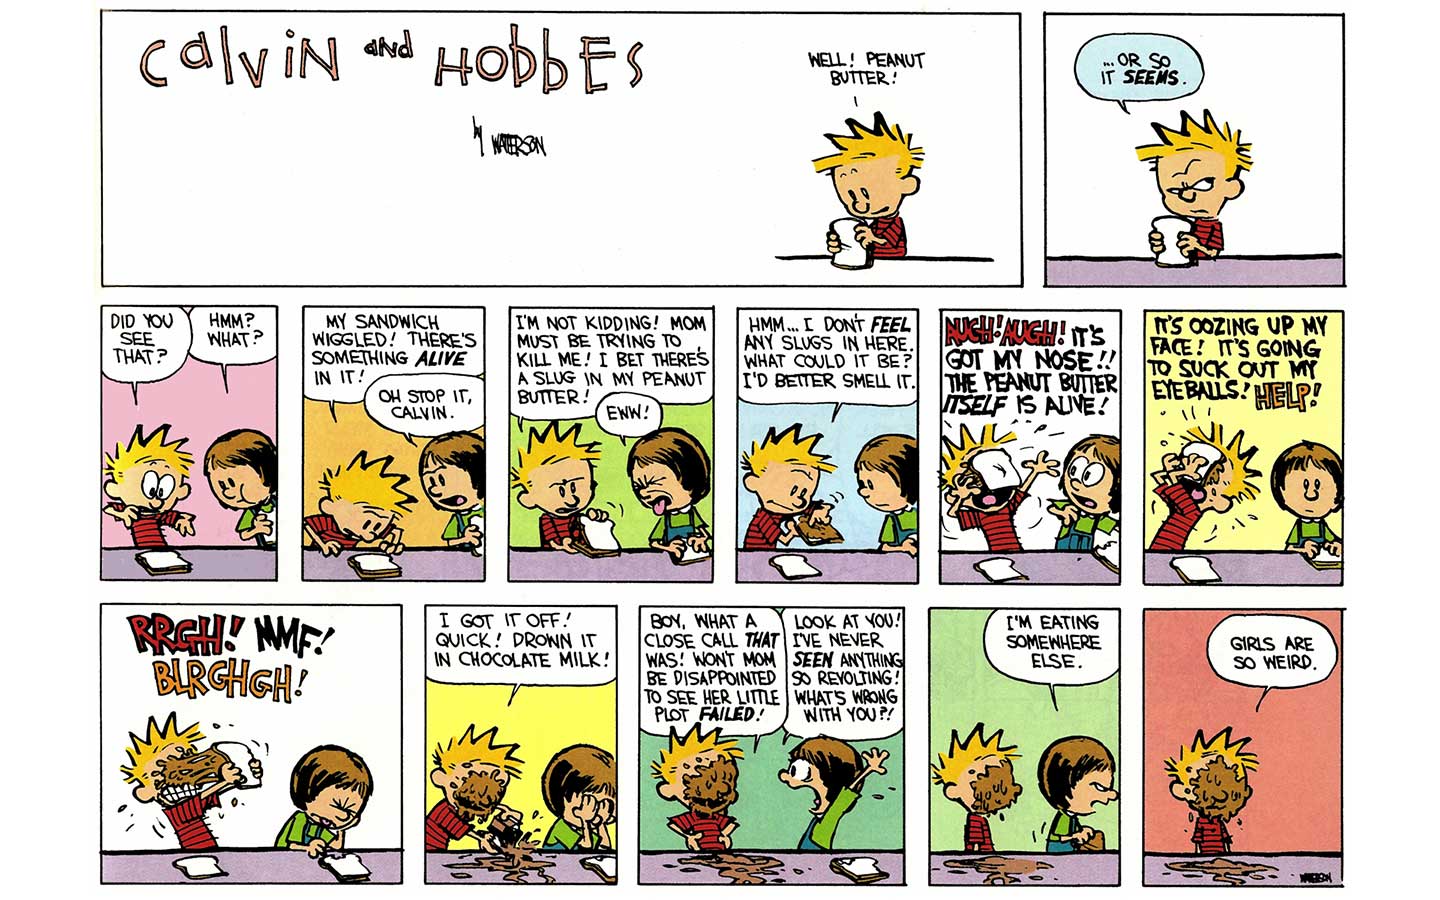 CALVIN AND HOBBES
by WATTERSON
WELL! PEANUT
BUTTER!
...OR SO
IT SEEMS.
DID YOU
SEE
THAT?
HMM?
WHAT?
MY SANDWICH
WIGGLED! THERE'S
SOMETHING ALIVE
IN IT!
OH STOP IT,
CALVIN.
I'M NOT KIDDING! MOM
MUST BE TRYING TO
KILL ME! I BET THERE'S
A SLUG IN MY PEANUT
BUTTER!
EWW!
HMM... I DON'T FEEL
ANY SLUGS IN HERE.
WHAT COULD IT BE?
I'D BETTER SMELL IT.
AUGH! AUGH! IT'S
GOT MY NOSE!!
THE PEANUT BUTTER
ITSELF IS ALIVE!
IT'S OOZING UP MY
FACE! IT'S GOING
TO SUCK OUT MY
EYEBALLS! HELP!
RRGH! MMF!
BLRGHGH!
I GOT IT OFF!
QUICK! DROWN IT
IN CHOCOLATE MILK!
BOY, WHAT A
CLOSE CALL THAT
WAS! WON'T MOM
BE DISAPPOINTED
TO SEE HER LITTLE
PLOT FAILED!
LOOK AT YOU!
I'VE NEVER
SEEN ANYTHING
SO REVOLTING!
WHAT'S WRONG
WITH YOU?!
I'M EATING
SOMEWHERE
ELSE.
GIRLS ARE
SO WEIRD.
WATTERSON